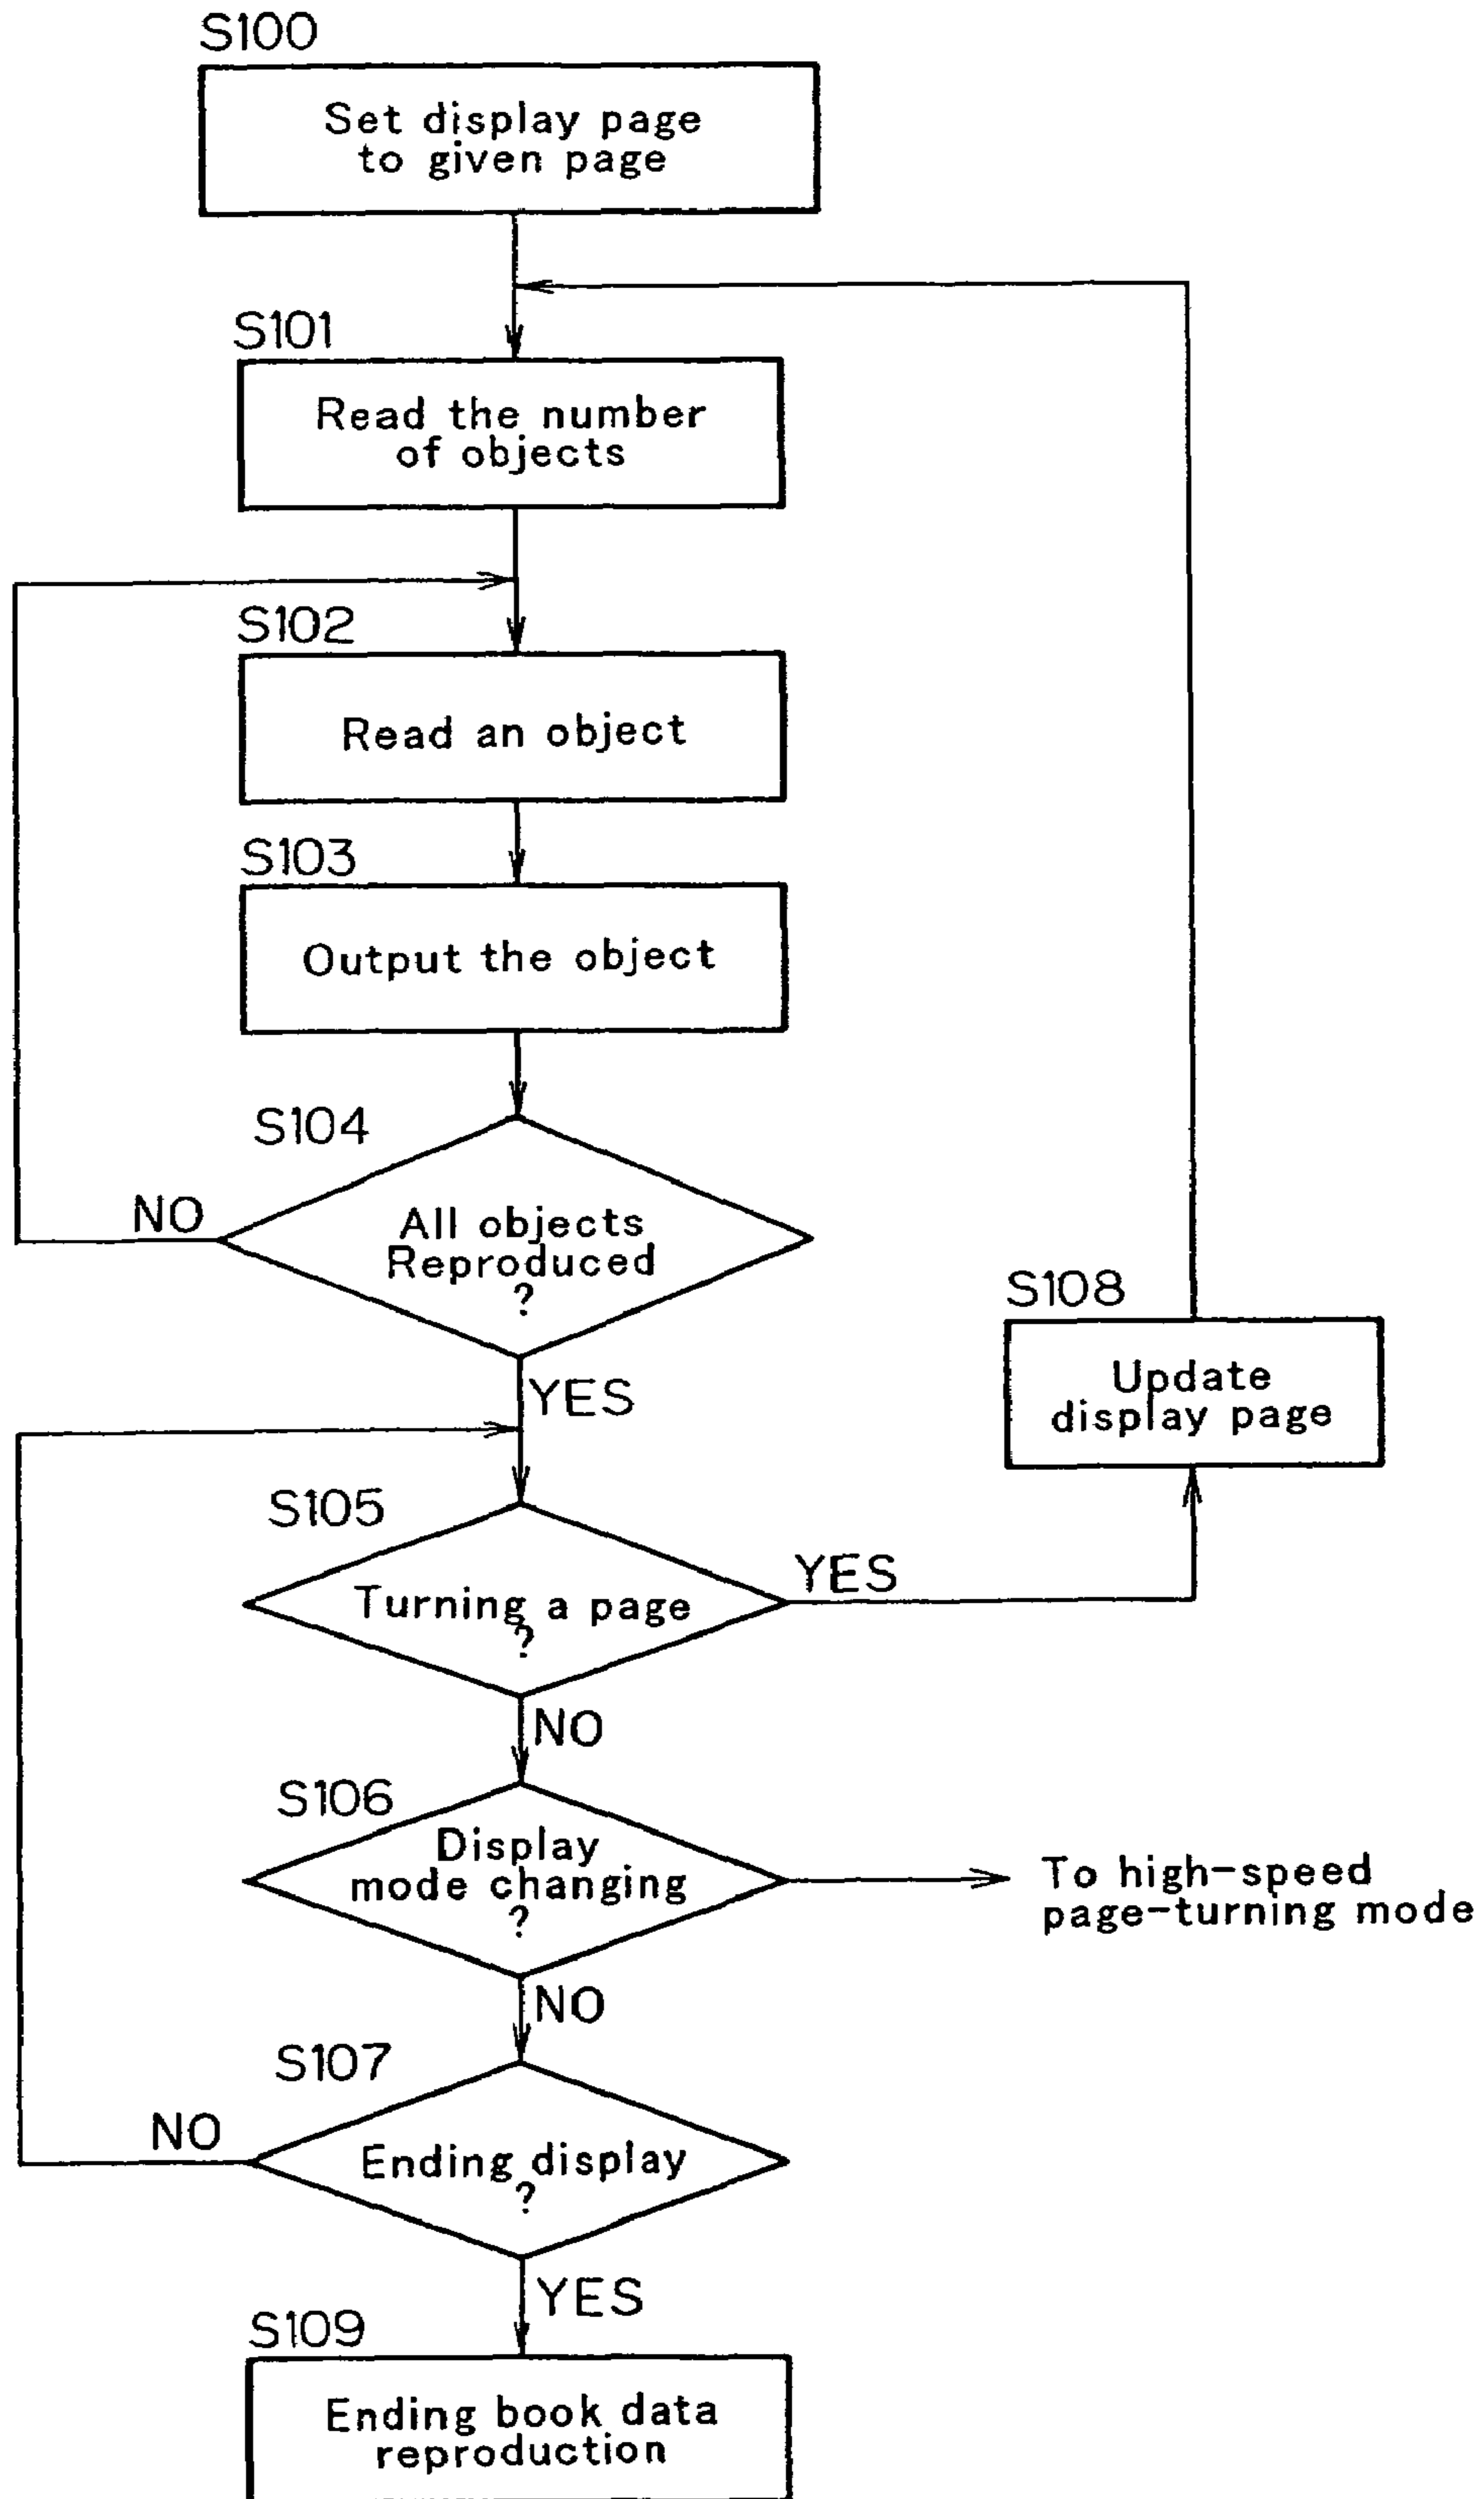 S100
Set display page
to given page
S101
Read the number
of objects
S102
Read an object
S103
Output the object
S104
NO
All objects
Reproduced
?
YES
S108
Update
display page
S105
YES
Turning a page
?
NO
S106
Display
mode changing
?
To high-speed
page-turning mode
NO
S107
NO
Ending display
?
YES
S109
Ending book data
reproduction